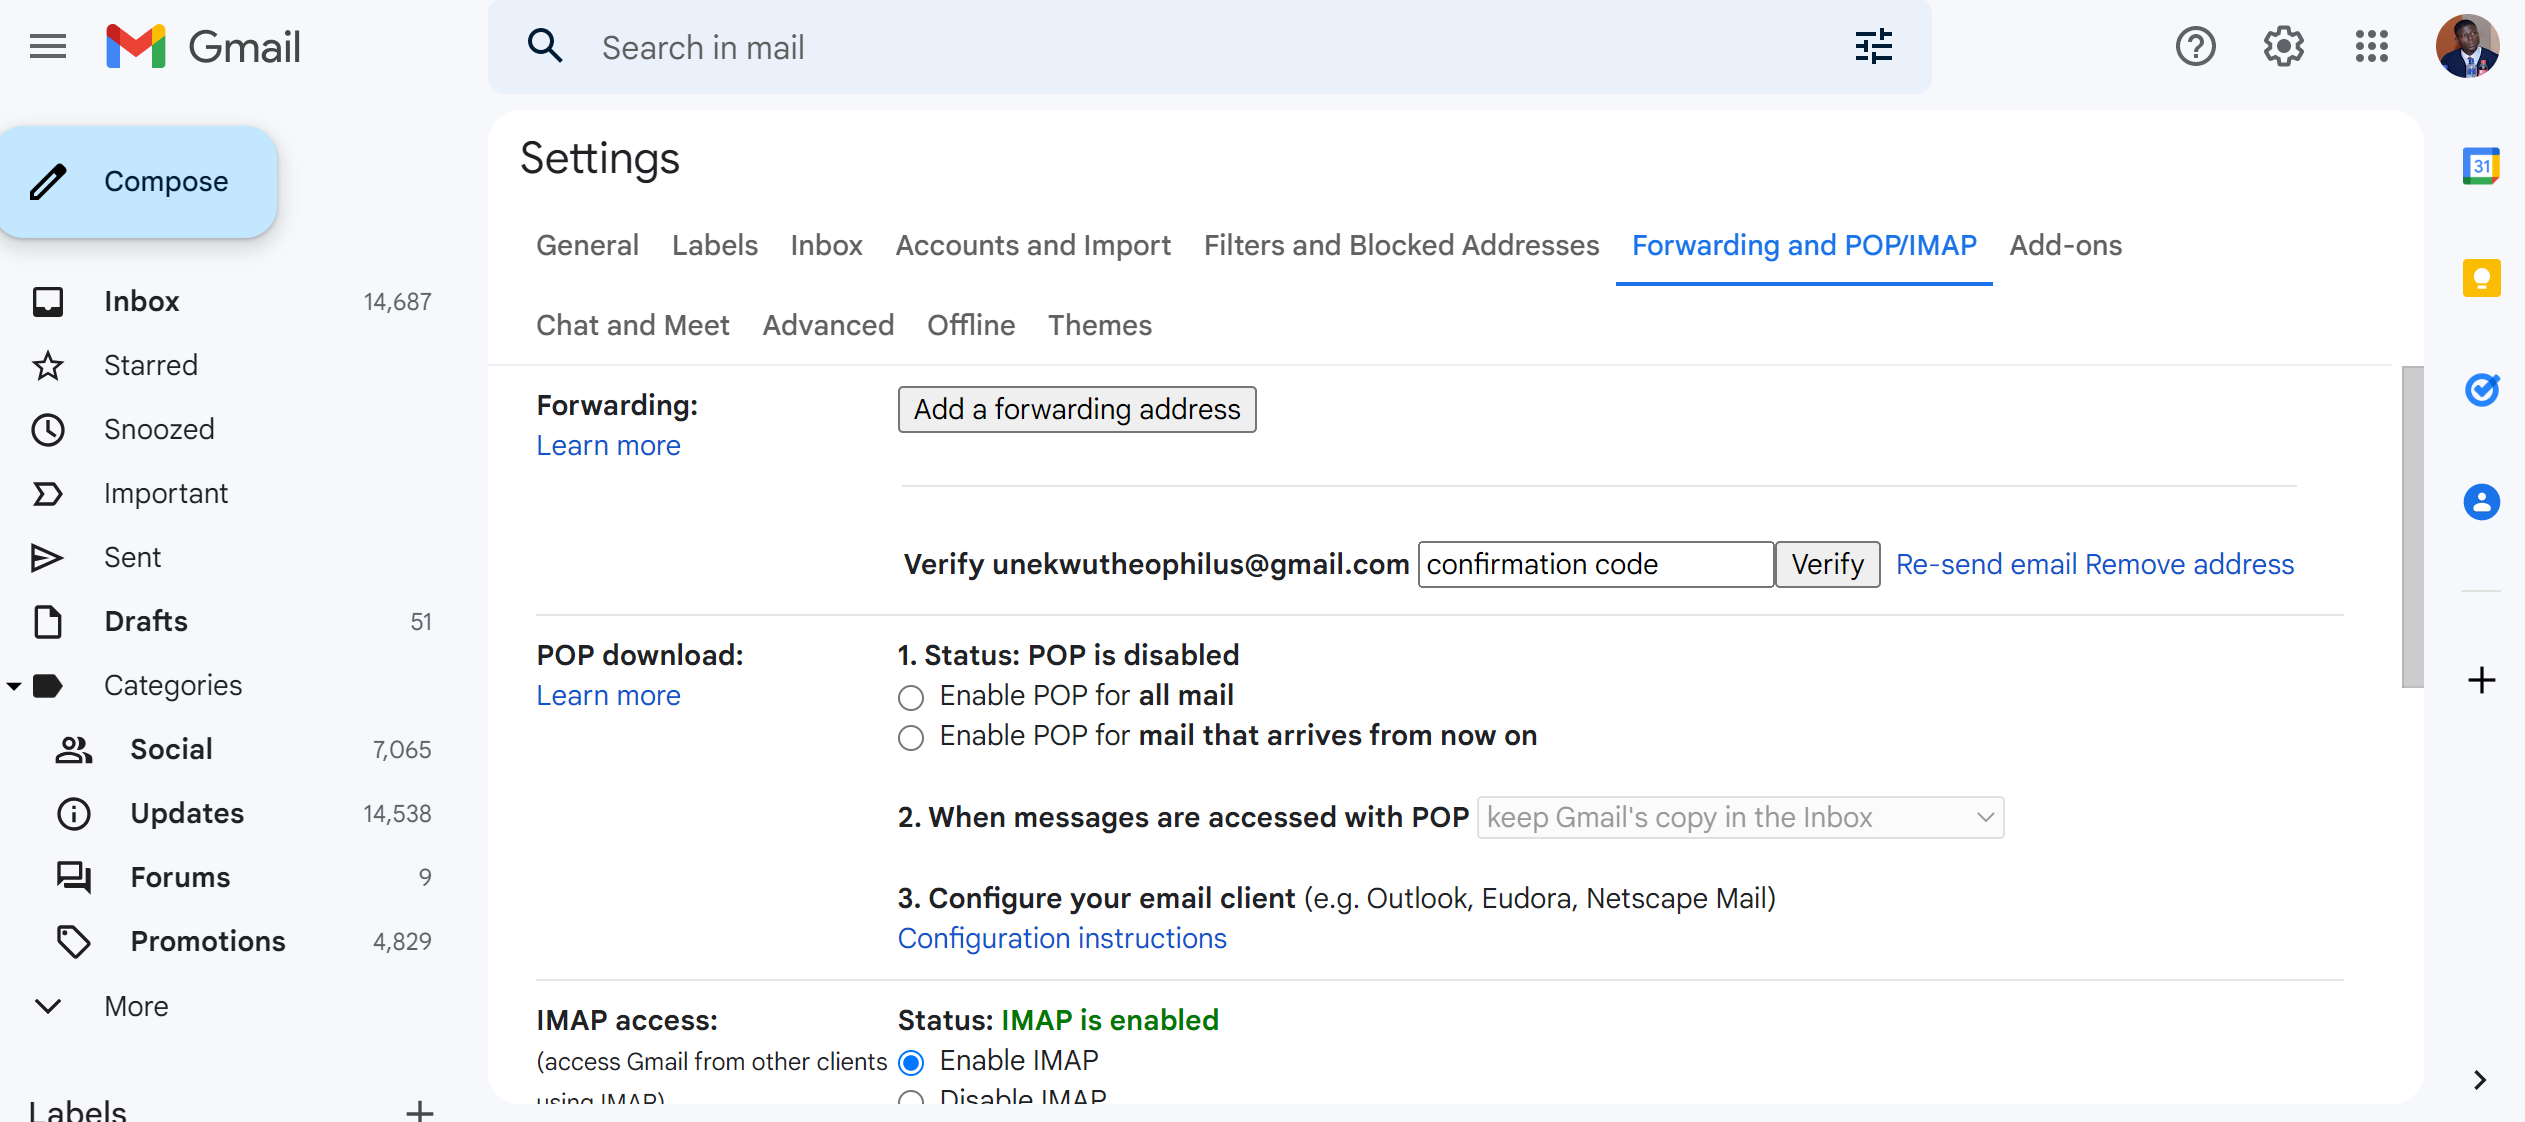 Gmail
Search in mail
Compose
Inbox 14,687
Starred
Snoozed
Important
Sent
Drafts 51
Categories
Social 7,065
Updates 14,538
Forums 9
Promotions 4,829
More
Labels
Settings
General Labels Inbox Accounts and Import Filters and Blocked Addresses Forwarding and POP/IMAP Add-ons
Chat and Meet Advanced Offline Themes
Forwarding:
Learn more
Add a forwarding address
Verify unekwutheophilus@gmail.com confirmation code Verify Re-send email Remove address
POP download:
Learn more
1. Status: POP is disabled
Enable POP for all mail
Enable POP for mail that arrives from now on
2. When messages are accessed with POP keep Gmail's copy in the Inbox
3. Configure your email client (e.g. Outlook, Eudora, Netscape Mail)
Configuration instructions
IMAP access:
(access Gmail from other clients
using IMAP)
Status: IMAP is enabled
Enable IMAP
Disable IMAP
31